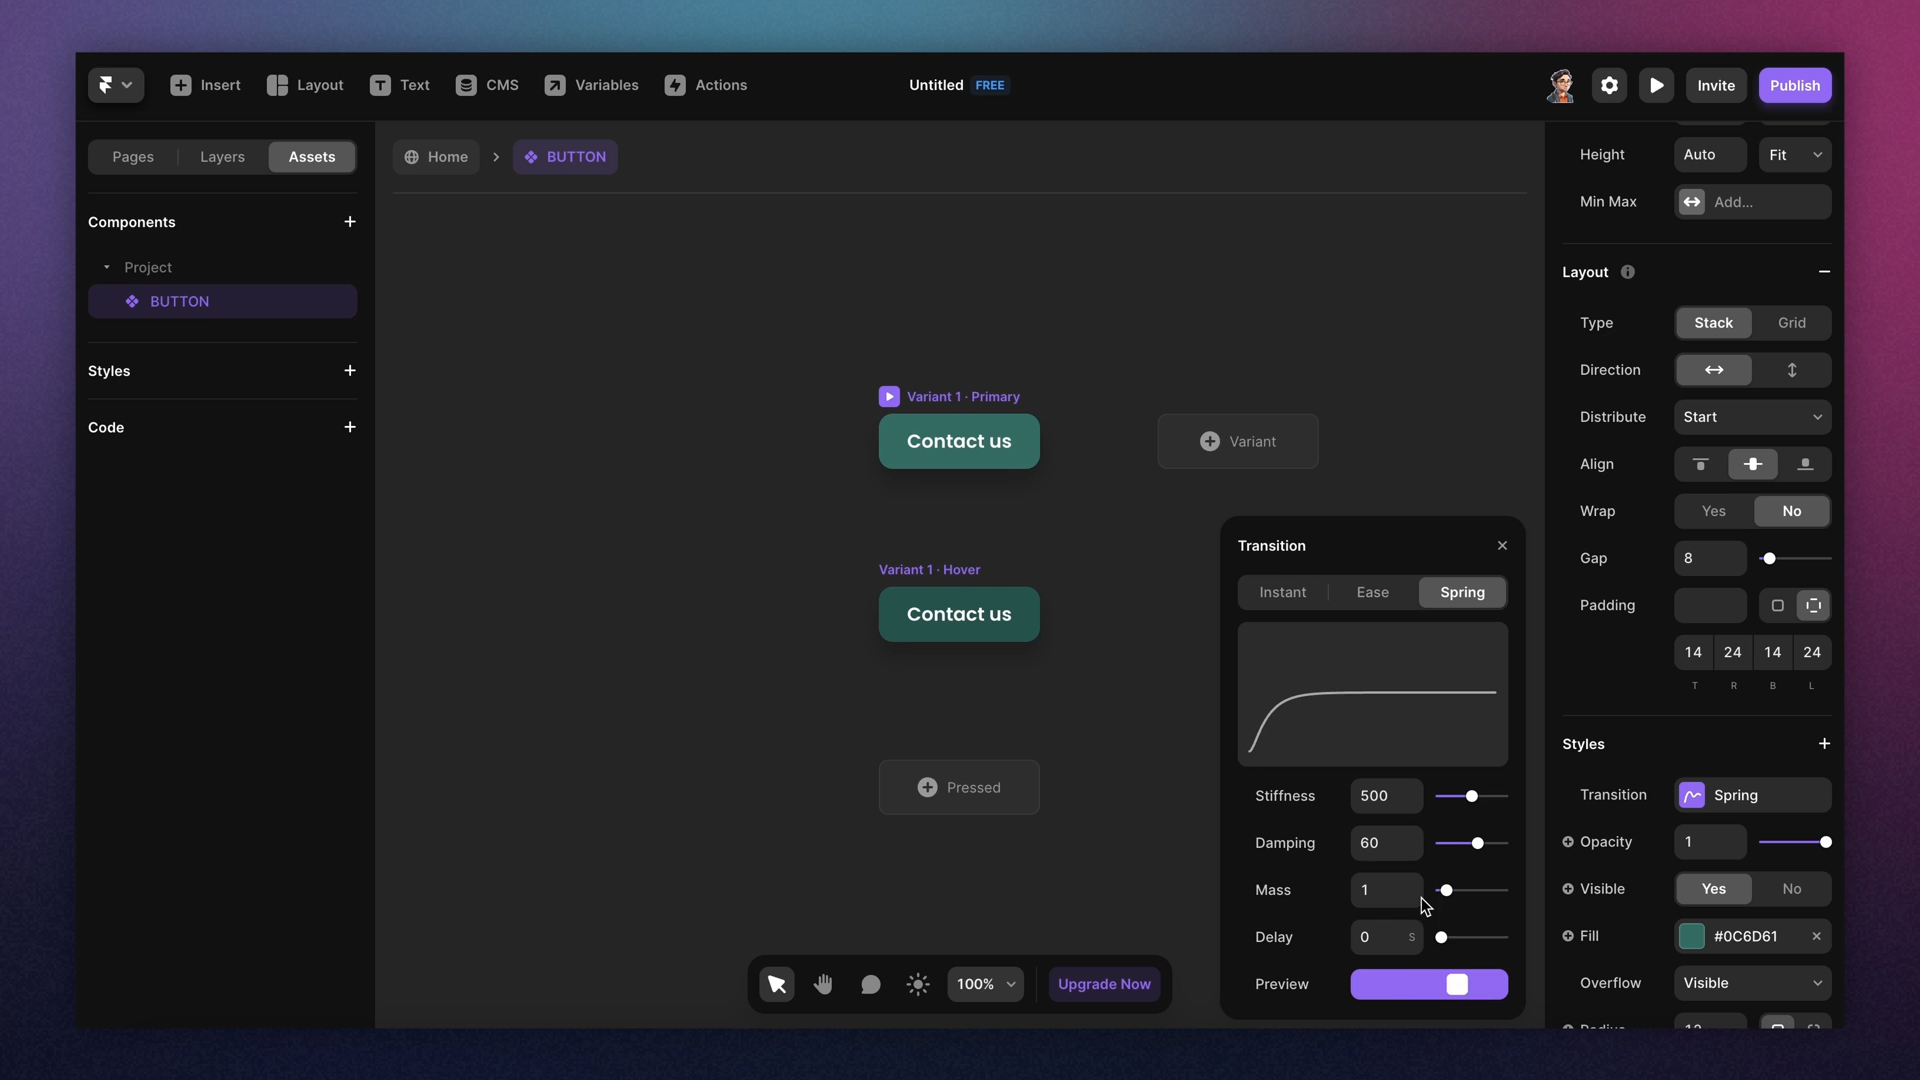 Insert
Layout
Text
CMS
Variables
Actions
Untitled FREE
Invite
Publish
Pages
Layers
Assets
Components
Project
BUTTON
Styles
Code
Home
BUTTON
Variant 1 · Primary
Contact us
Variant
Variant 1 · Hover
Contact us
Pressed
100%
Upgrade Now
Transition
Instant
Ease
Spring
Stiffness 500
Damping 60
Mass 1
Delay 0 S
Preview
Height Auto Fit
Min Max Add...
Layout
Type Stack Grid
Direction
Distribute Start
Align
Wrap Yes No
Gap 8
Padding
14 24 14 24
T R B L
Styles
Transition Spring
Opacity 1
Visible Yes No
Fill #0C6D61
Overflow Visible